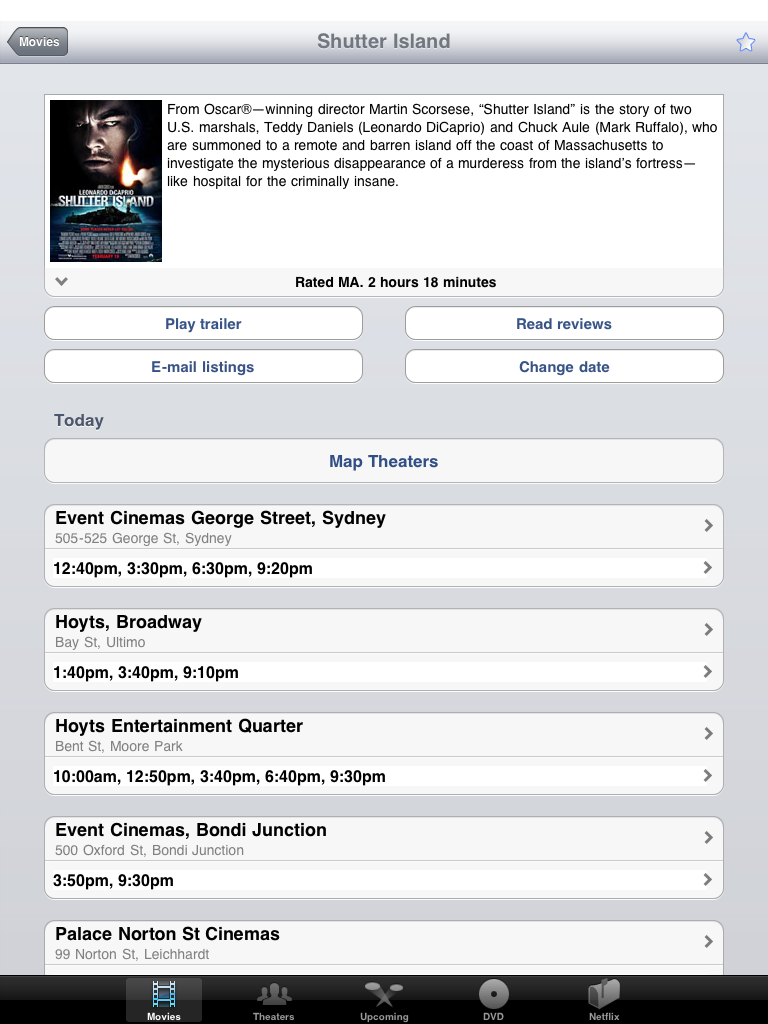 Movies
Shutter Island
From Oscar®—winning director Martin Scorsese, “Shutter Island” is the story of two
U.S. marshals, Teddy Daniels (Leonardo DiCaprio) and Chuck Aule (Mark Ruffalo), who
are summoned to a remote and barren island off the coast of Massachusetts to
investigate the mysterious disappearance of a murderess from the island’s fortress—
like hospital for the criminally insane.
LEONARDO DiCAPRIO
SHUTTER ISLAND
Rated MA. 2 hours 18 minutes
Play trailer
Read reviews
E-mail listings
Change date
Today
Map Theaters
Event Cinemas George Street, Sydney
505-525 George St, Sydney
12:40pm, 3:30pm, 6:30pm, 9:20pm
Hoyts, Broadway
Bay St, Ultimo
1:40pm, 3:40pm, 9:10pm
Hoyts Entertainment Quarter
Bent St, Moore Park
10:00am, 12:50pm, 3:40pm, 6:40pm, 9:30pm
Event Cinemas, Bondi Junction
500 Oxford St, Bondi Junction
3:50pm, 9:30pm
Palace Norton St Cinemas
99 Norton St, Leichhardt
Movies
Theaters
Upcoming
DVD
Netflix